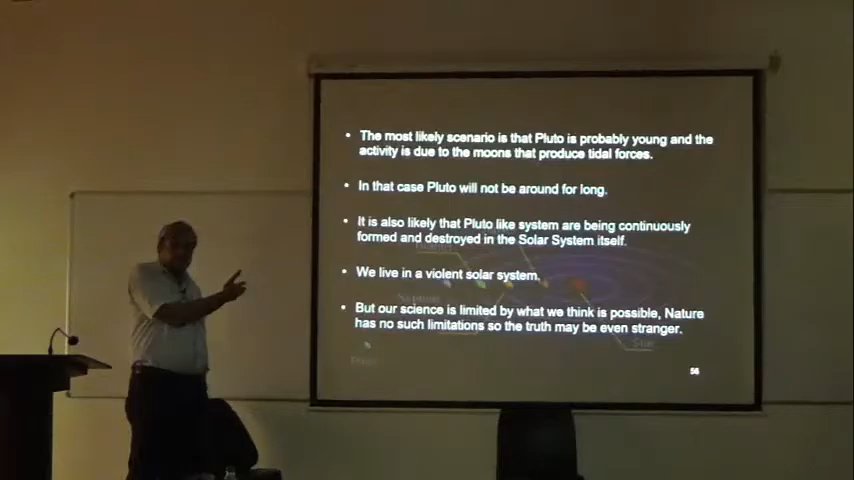 • The most likely scenario is that Pluto is probably young and the
activity is due to the moons that produce tidal forces.
• In that case Pluto will not be around for long.
• It is also likely that Pluto like system are being continuously
formed and destroyed in the Solar System itself.
• We live in a violent solar system.
• But our science is limited by what we think is possible, Nature
has no such limitations so the truth may be even stranger.
56